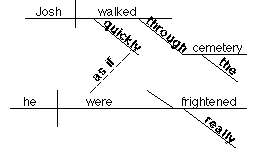 Josh walked
quickly through cemetery
the
as if
he were frightened
really